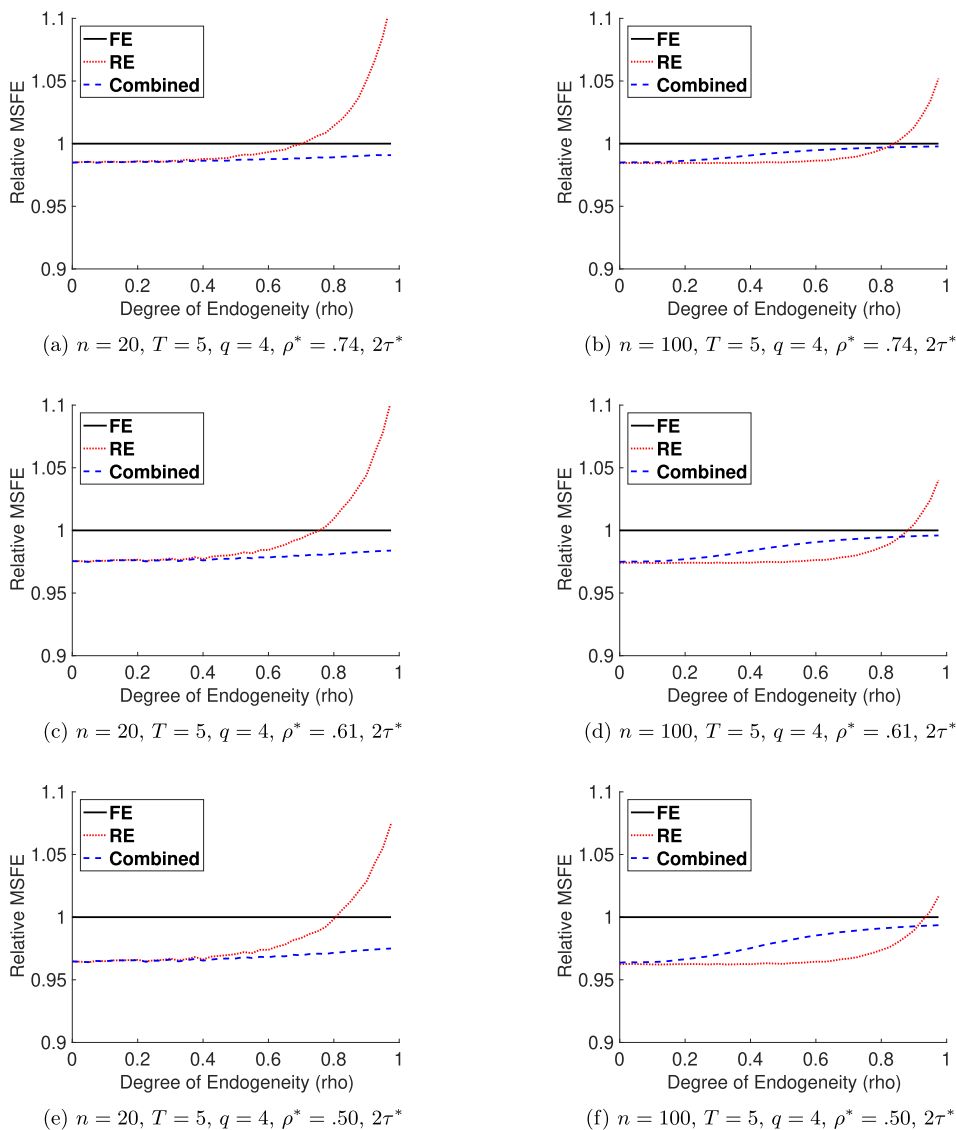 1.1
FE
RE
Combined
1.05
1
0.95
0.9
Relative MSFE
0 0.2 0.4 0.6 0.8 1
Degree of Endogeneity (rho)
(a) n = 20, T = 5, q = 4, ρ* = .74, 2τ*
1.1
FE
RE
Combined
1.05
1
0.95
0.9
Relative MSFE
0 0.2 0.4 0.6 0.8 1
Degree of Endogeneity (rho)
(b) n = 100, T = 5, q = 4, ρ* = .74, 2τ*
1.1
FE
RE
Combined
1.05
1
0.95
0.9
Relative MSFE
0 0.2 0.4 0.6 0.8 1
Degree of Endogeneity (rho)
(c) n = 20, T = 5, q = 4, ρ* = .61, 2τ*
1.1
FE
RE
Combined
1.05
1
0.95
0.9
Relative MSFE
0 0.2 0.4 0.6 0.8 1
Degree of Endogeneity (rho)
(d) n = 100, T = 5, q = 4, ρ* = .61, 2τ*
1.1
FE
RE
Combined
1.05
1
0.95
0.9
Relative MSFE
0 0.2 0.4 0.6 0.8 1
Degree of Endogeneity (rho)
(e) n = 20, T = 5, q = 4, ρ* = .50, 2τ*
1.1
FE
RE
Combined
1.05
1
0.95
0.9
Relative MSFE
0 0.2 0.4 0.6 0.8 1
Degree of Endogeneity (rho)
(f) n = 100, T = 5, q = 4, ρ* = .50, 2τ*